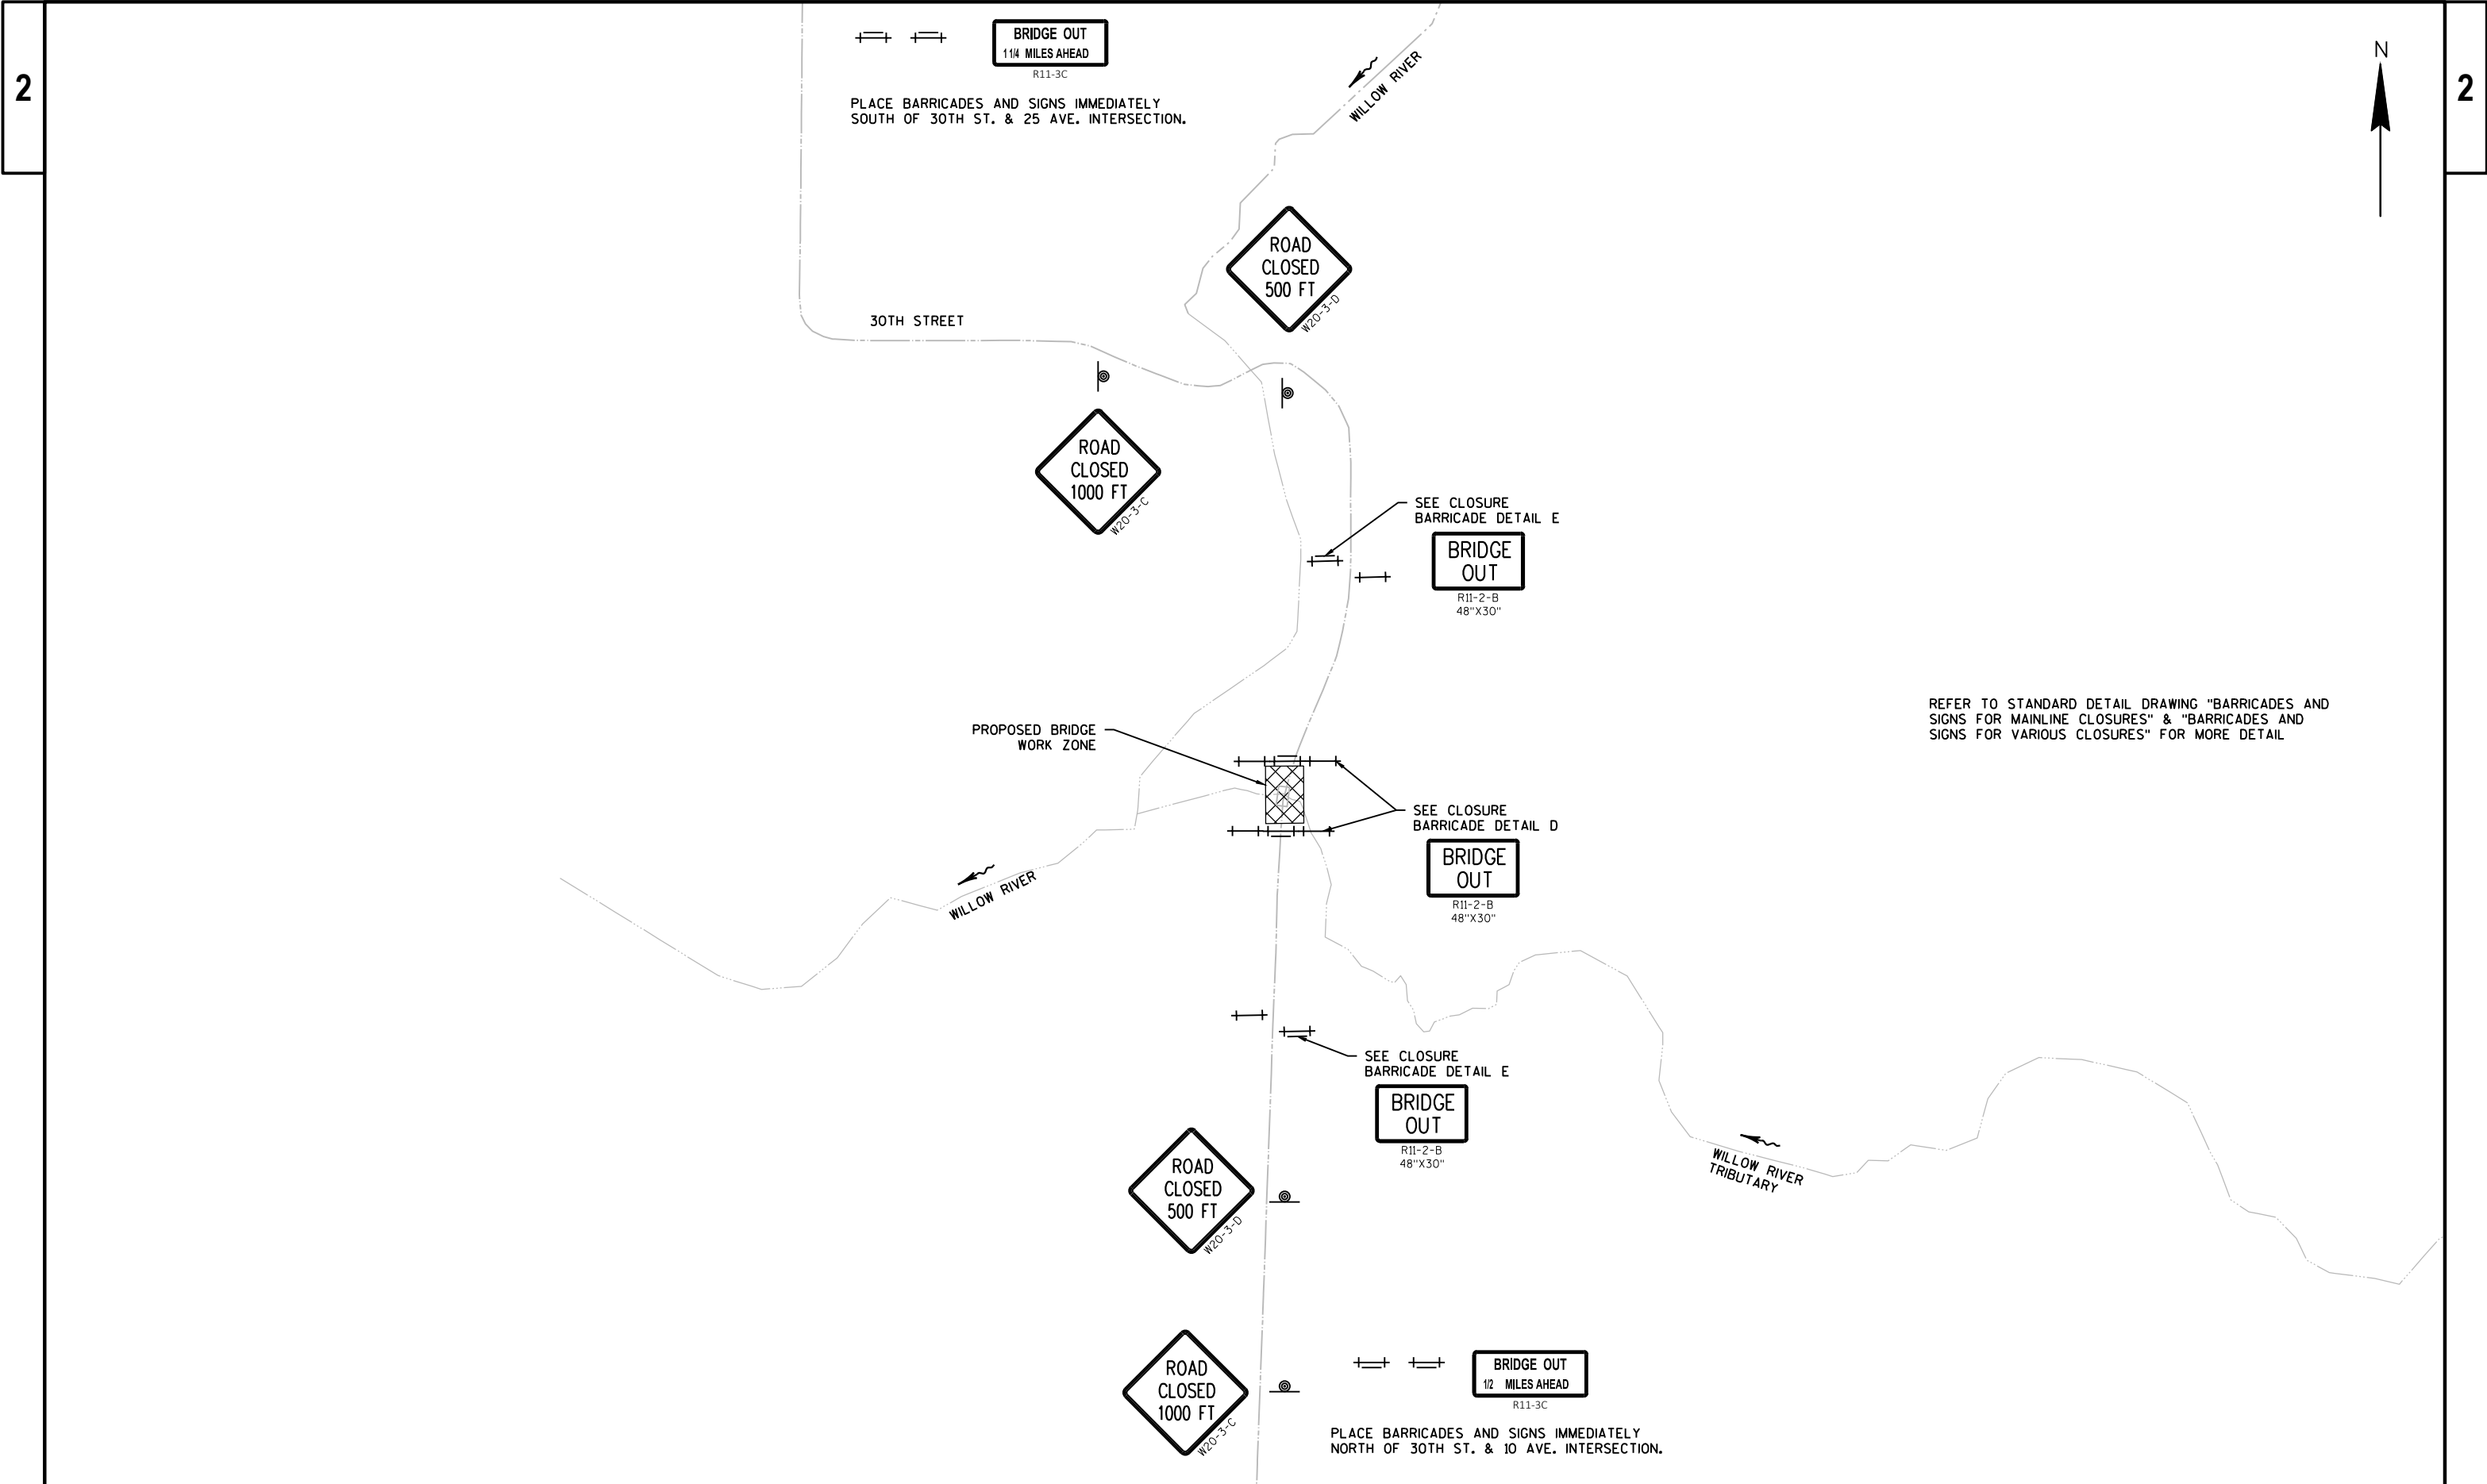 2
2
N
BRIDGE OUT
1 1/4 MILES AHEAD
R11-3C
PLACE BARRICADES AND SIGNS IMMEDIATELY
SOUTH OF 30TH ST. & 25 AVE. INTERSECTION.
WILLOW RIVER
ROAD
CLOSED
500 FT
W20-3-D
30TH STREET
ROAD
CLOSED
1000 FT
W20-3-C
SEE CLOSURE
BARRICADE DETAIL E
BRIDGE
OUT
R11-2-B
48"X30"
REFER TO STANDARD DETAIL DRAWING "BARRICADES AND
SIGNS FOR MAINLINE CLOSURES" & "BARRICADES AND
SIGNS FOR VARIOUS CLOSURES" FOR MORE DETAIL
PROPOSED BRIDGE
WORK ZONE
SEE CLOSURE
BARRICADE DETAIL D
BRIDGE
OUT
R11-2-B
48"X30"
WILLOW RIVER
SEE CLOSURE
BARRICADE DETAIL E
BRIDGE
OUT
R11-2-B
48"X30"
WILLOW RIVER
TRIBUTARY
ROAD
CLOSED
500 FT
W20-3-D
ROAD
CLOSED
1000 FT
W20-3-C
BRIDGE OUT
1/2 MILES AHEAD
R11-3C
PLACE BARRICADES AND SIGNS IMMEDIATELY
NORTH OF 30TH ST. & 10 AVE. INTERSECTION.